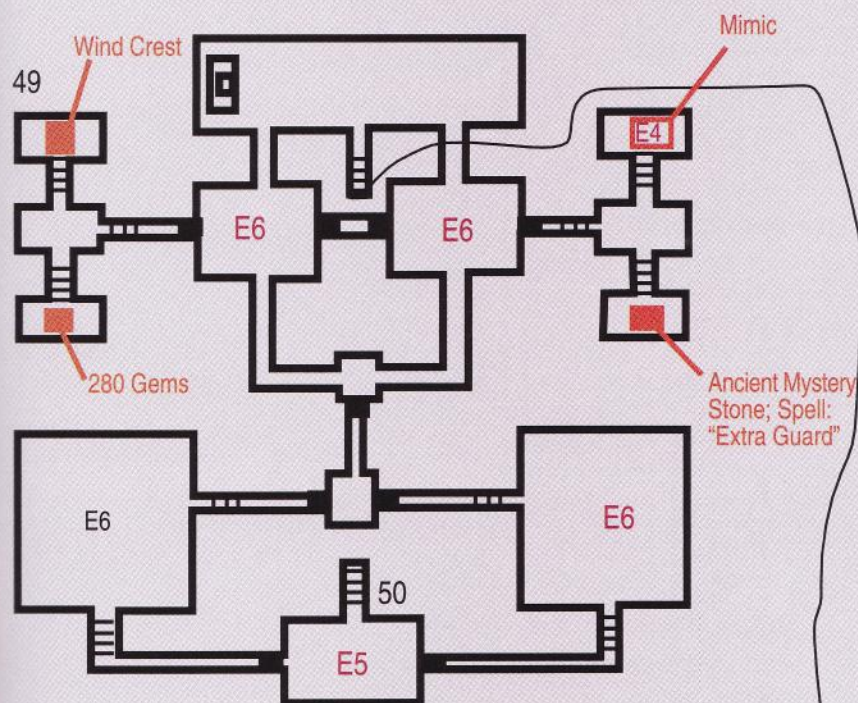 Mimic
Wind Crest
49
E4
E6
E6
280 Gems
Ancient Mystery
Stone; Spell:
"Extra Guard"
E6
E6
50
E5